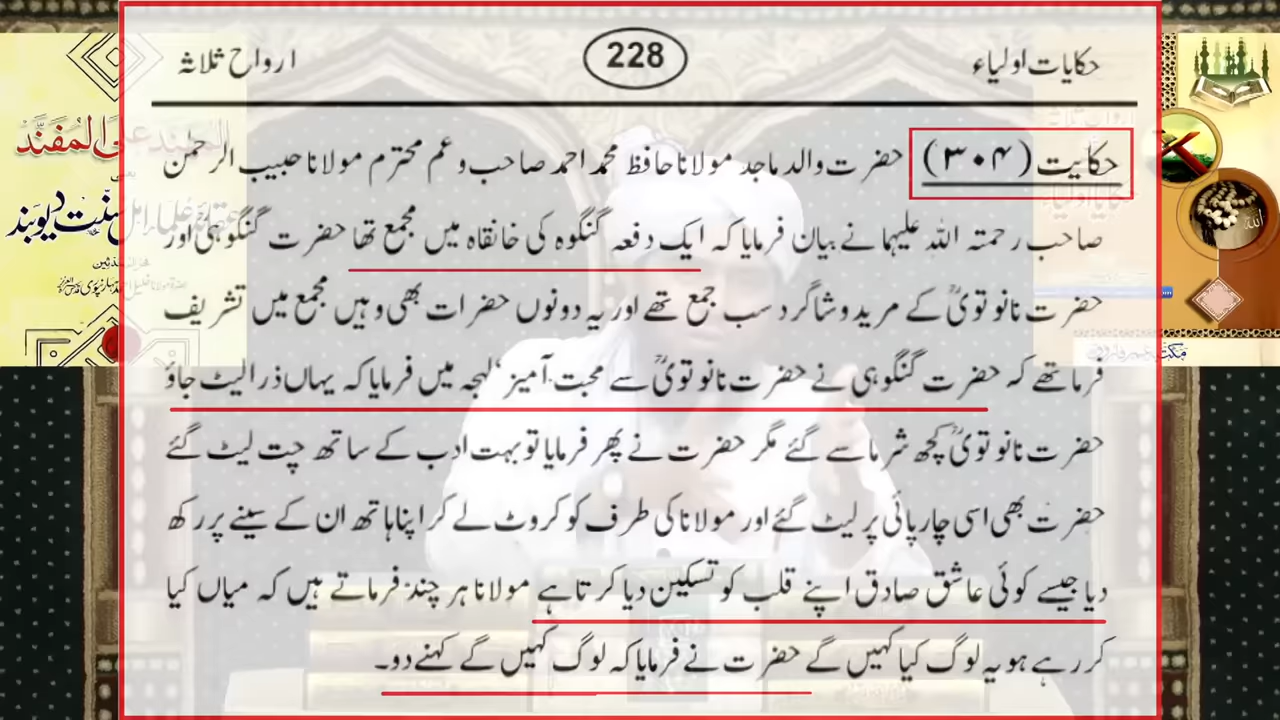 ارواح ثلاثہ 228 حکایات اولیاء
حکایت (۳۰۴) حضرت والد ماجد مولانا حافظ محمد احمد صاحب و عم محترم مولانا حبیب الرحمن
صاحب رحمتہ اللہ علیہما نے بیان فرمایا کہ ایک دفعہ گنگوہ کی خانقاہ میں مجمع تھا حضرت گنگوہی اور
حضرت نانوتویؒ کے مرید و شاگرد سب جمع تھے اور یہ دونوں حضرات بھی وہیں مجمع میں تشریف
فرما تھے کہ حضرت گنگوہی نے حضرت نانوتویؒ سے محبت آمیز لہجہ میں فرمایا کہ یہاں ذرا لیٹ جاؤ
حضرت نانوتویؒ کچھ شرما سے گئے مگر حضرت نے پھر فرمایا تو بہت ادب کے ساتھ چت لیٹ گئے
حضرت بھی اسی چارپائی پر لیٹ گئے اور مولانا کی طرف کو کروٹ لے کر اپنا ہاتھ ان کے سینے پر رکھ
دیا جیسے کوئی عاشق صادق اپنے قلب کو تسکین دیا کرتا ہے مولانا ہر چند فرماتے ہیں کہ میاں کیا
کر رہے ہو یہ لوگ کیا کہیں گے حضرت نے فرمایا کہ لوگ کہیں گے کہنے دو۔
المفند
دیوبند